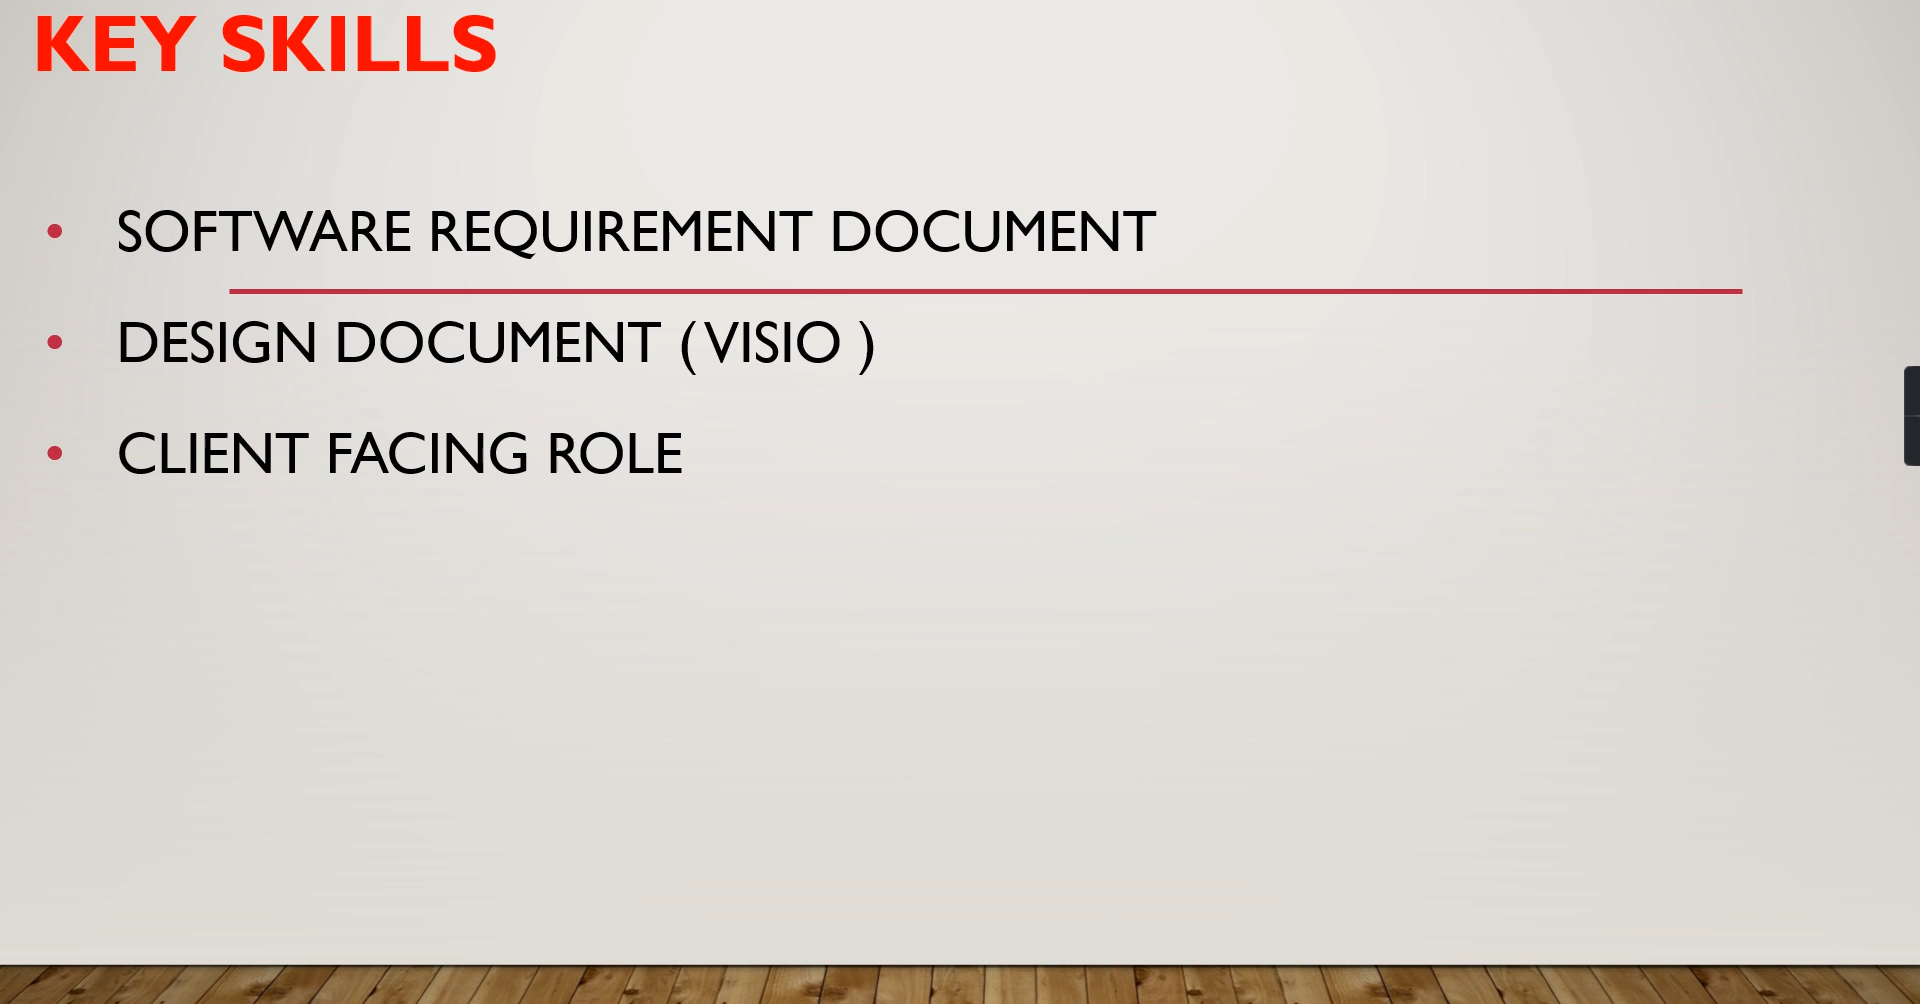 KEY SKILLS
• SOFTWARE REQUIREMENT DOCUMENT
• DESIGN DOCUMENT ( VISIO )
• CLIENT FACING ROLE